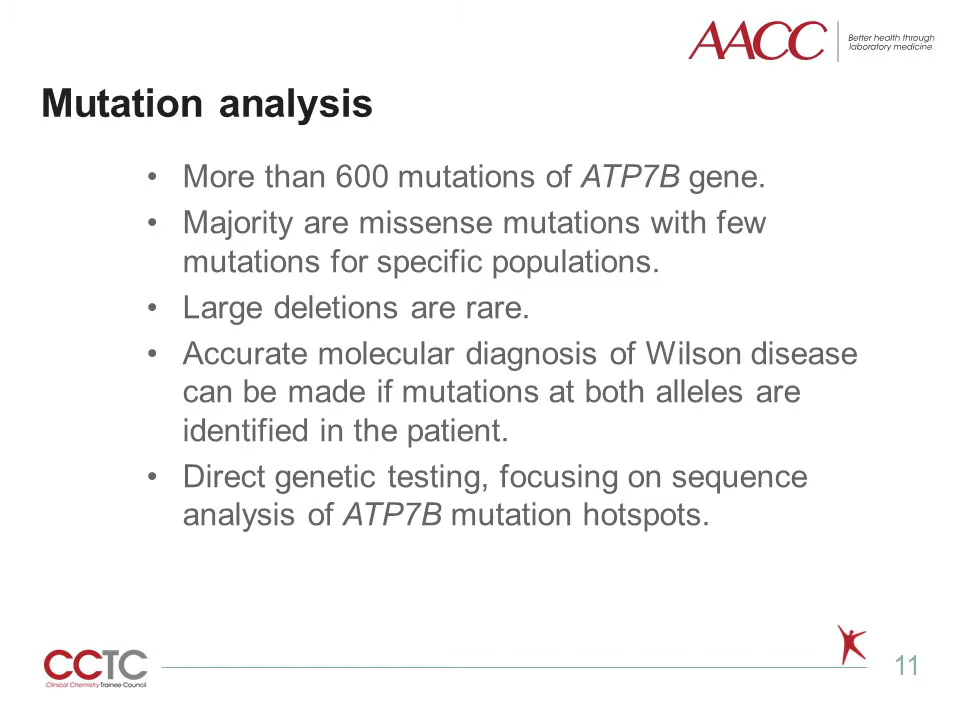 AACC
Better health through
laboratory medicine.
Mutation analysis
• More than 600 mutations of ATP7B gene.
• Majority are missense mutations with few
mutations for specific populations.
• Large deletions are rare.
• Accurate molecular diagnosis of Wilson disease
can be made if mutations at both alleles are
identified in the patient.
• Direct genetic testing, focusing on sequence
analysis of ATP7B mutation hotspots.
CCTC
Clinical Chemistry Trainee Council
11